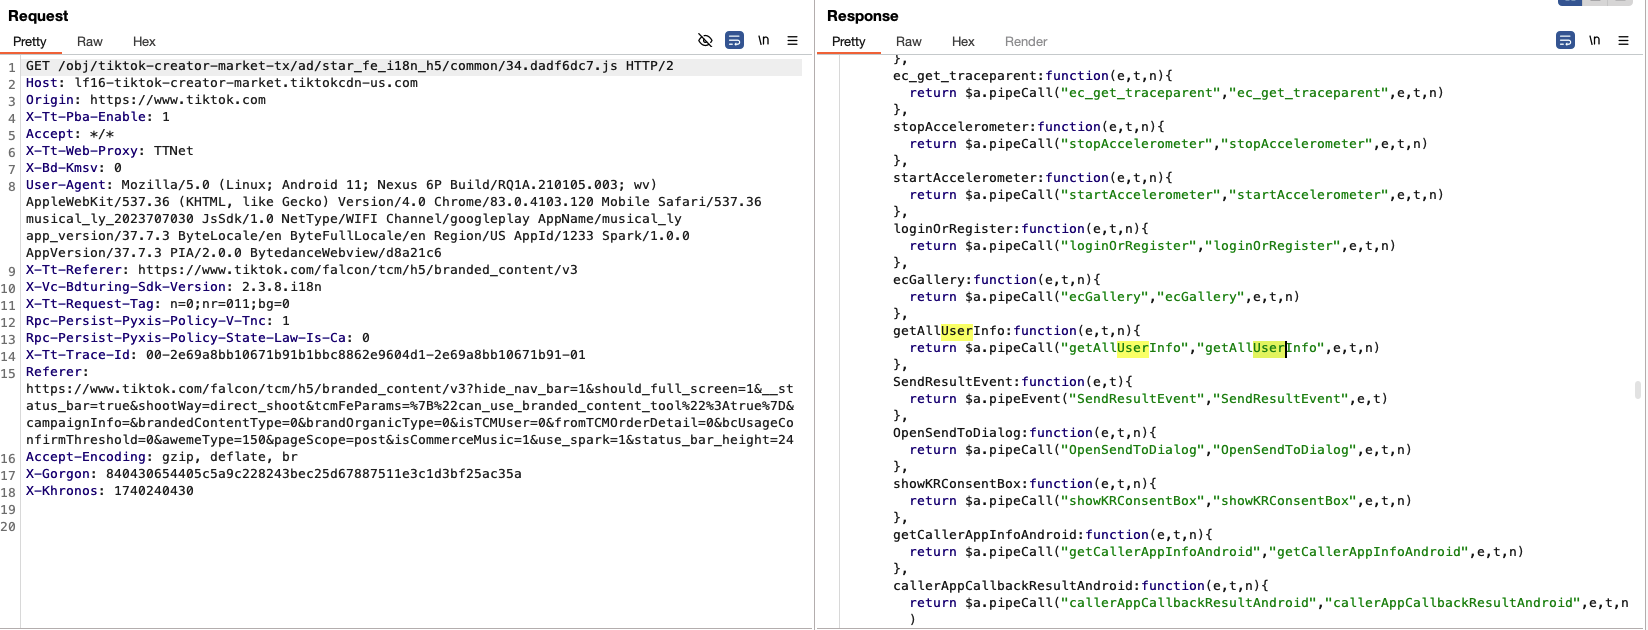 Request
Pretty Raw Hex \n
1 GET /obj/tiktok-creator-market-tx/ad/star_fe_i18n_h5/common/34.dadf6dc7.js HTTP/2
2 Host: lf16-tiktok-creator-market.tiktokcdn-us.com
3 Origin: https://www.tiktok.com
4 X-Tt-Pba-Enable: 1
5 Accept: */*
6 X-Tt-Web-Proxy: TTNet
7 X-Bd-Kmsv: 0
8 User-Agent: Mozilla/5.0 (Linux; Android 11; Nexus 6P Build/RQ1A.210105.003; wv)
AppleWebKit/537.36 (KHTML, like Gecko) Version/4.0 Chrome/83.0.4103.120 Mobile Safari/537.36
musical_ly_2023707030 JsSdk/1.0 NetType/WIFI Channel/googleplay AppName/musical_ly
app_version/37.7.3 ByteLocale/en ByteFullLocale/en Region/US AppId/1233 Spark/1.0.0
AppVersion/37.7.3 PIA/2.0.0 BytedanceWebview/d8a21c6
9 X-Tt-Referer: https://www.tiktok.com/falcon/tcm/h5/branded_content/v3
10 X-Vc-Bdturing-Sdk-Version: 2.3.8.i18n
11 X-Tt-Request-Tag: n=0;nr=011;bg=0
12 Rpc-Persist-Pyxis-Policy-V-Tnc: 1
13 Rpc-Persist-Pyxis-Policy-State-Law-Is-Ca: 0
14 X-Tt-Trace-Id: 00-2e69a8bb10671b91b1bbc8862e9604d1-2e69a8bb10671b91-01
15 Referer:
https://www.tiktok.com/falcon/tcm/h5/branded_content/v3?hide_nav_bar=1&should_full_screen=1&__st
atus_bar=true&shootWay=direct_shoot&tcmFeParams=%7B%22can_use_branded_content_tool%22%3Atrue%7D&
campaignInfo=&brandedContentType=0&brandOrganicType=0&isTCMUser=0&fromTCMOrderDetail=0&bcUsageCo
nfirmThreshold=0&awemeType=150&pageScope=post&isCommerceMusic=1&use_spark=1&status_bar_height=24
16 Accept-Encoding: gzip, deflate, br
17 X-Gorgon: 840430654405c5a9c228243bec25d67887511e3c1d3bf25ac35a
18 X-Khronos: 1740240430
19
20
Response
Pretty Raw Hex Render \n
},
ec_get_traceparent:function(e,t,n){
return $a.pipeCall("ec_get_traceparent","ec_get_traceparent",e,t,n)
},
stopAccelerometer:function(e,t,n){
return $a.pipeCall("stopAccelerometer","stopAccelerometer",e,t,n)
},
startAccelerometer:function(e,t,n){
return $a.pipeCall("startAccelerometer","startAccelerometer",e,t,n)
},
loginOrRegister:function(e,t,n){
return $a.pipeCall("loginOrRegister","loginOrRegister",e,t,n)
},
ecGallery:function(e,t,n){
return $a.pipeCall("ecGallery","ecGallery",e,t,n)
},
getAllUserInfo:function(e,t,n){
return $a.pipeCall("getAllUserInfo","getAllUserInfo",e,t,n)
},
SendResultEvent:function(e,t){
return $a.pipeEvent("SendResultEvent","SendResultEvent",e,t)
},
OpenSendToDialog:function(e,t,n){
return $a.pipeCall("OpenSendToDialog","OpenSendToDialog",e,t,n)
},
showKRConsentBox:function(e,t,n){
return $a.pipeCall("showKRConsentBox","showKRConsentBox",e,t,n)
},
getCallerAppInfoAndroid:function(e,t,n){
return $a.pipeCall("getCallerAppInfoAndroid","getCallerAppInfoAndroid",e,t,n)
},
callerAppCallbackResultAndroid:function(e,t,n){
return $a.pipeCall("callerAppCallbackResultAndroid","callerAppCallbackResultAndroid",e,t,n
)